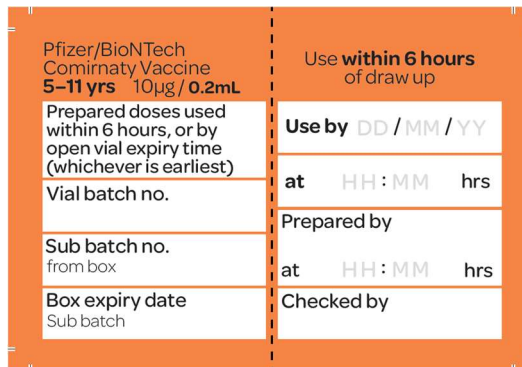 Pfizer/BioNTech
Comirnaty Vaccine
5–11 yrs 10µg / 0.2mL
Prepared doses used
within 6 hours, or by
open vial expiry time
(whichever is earliest)
Vial batch no.
Sub batch no.
from box
Box expiry date
Sub batch
Use within 6 hours
of draw up
Use by DD / MM / YY
at HH : MM hrs
Prepared by
at HH : MM hrs
Checked by